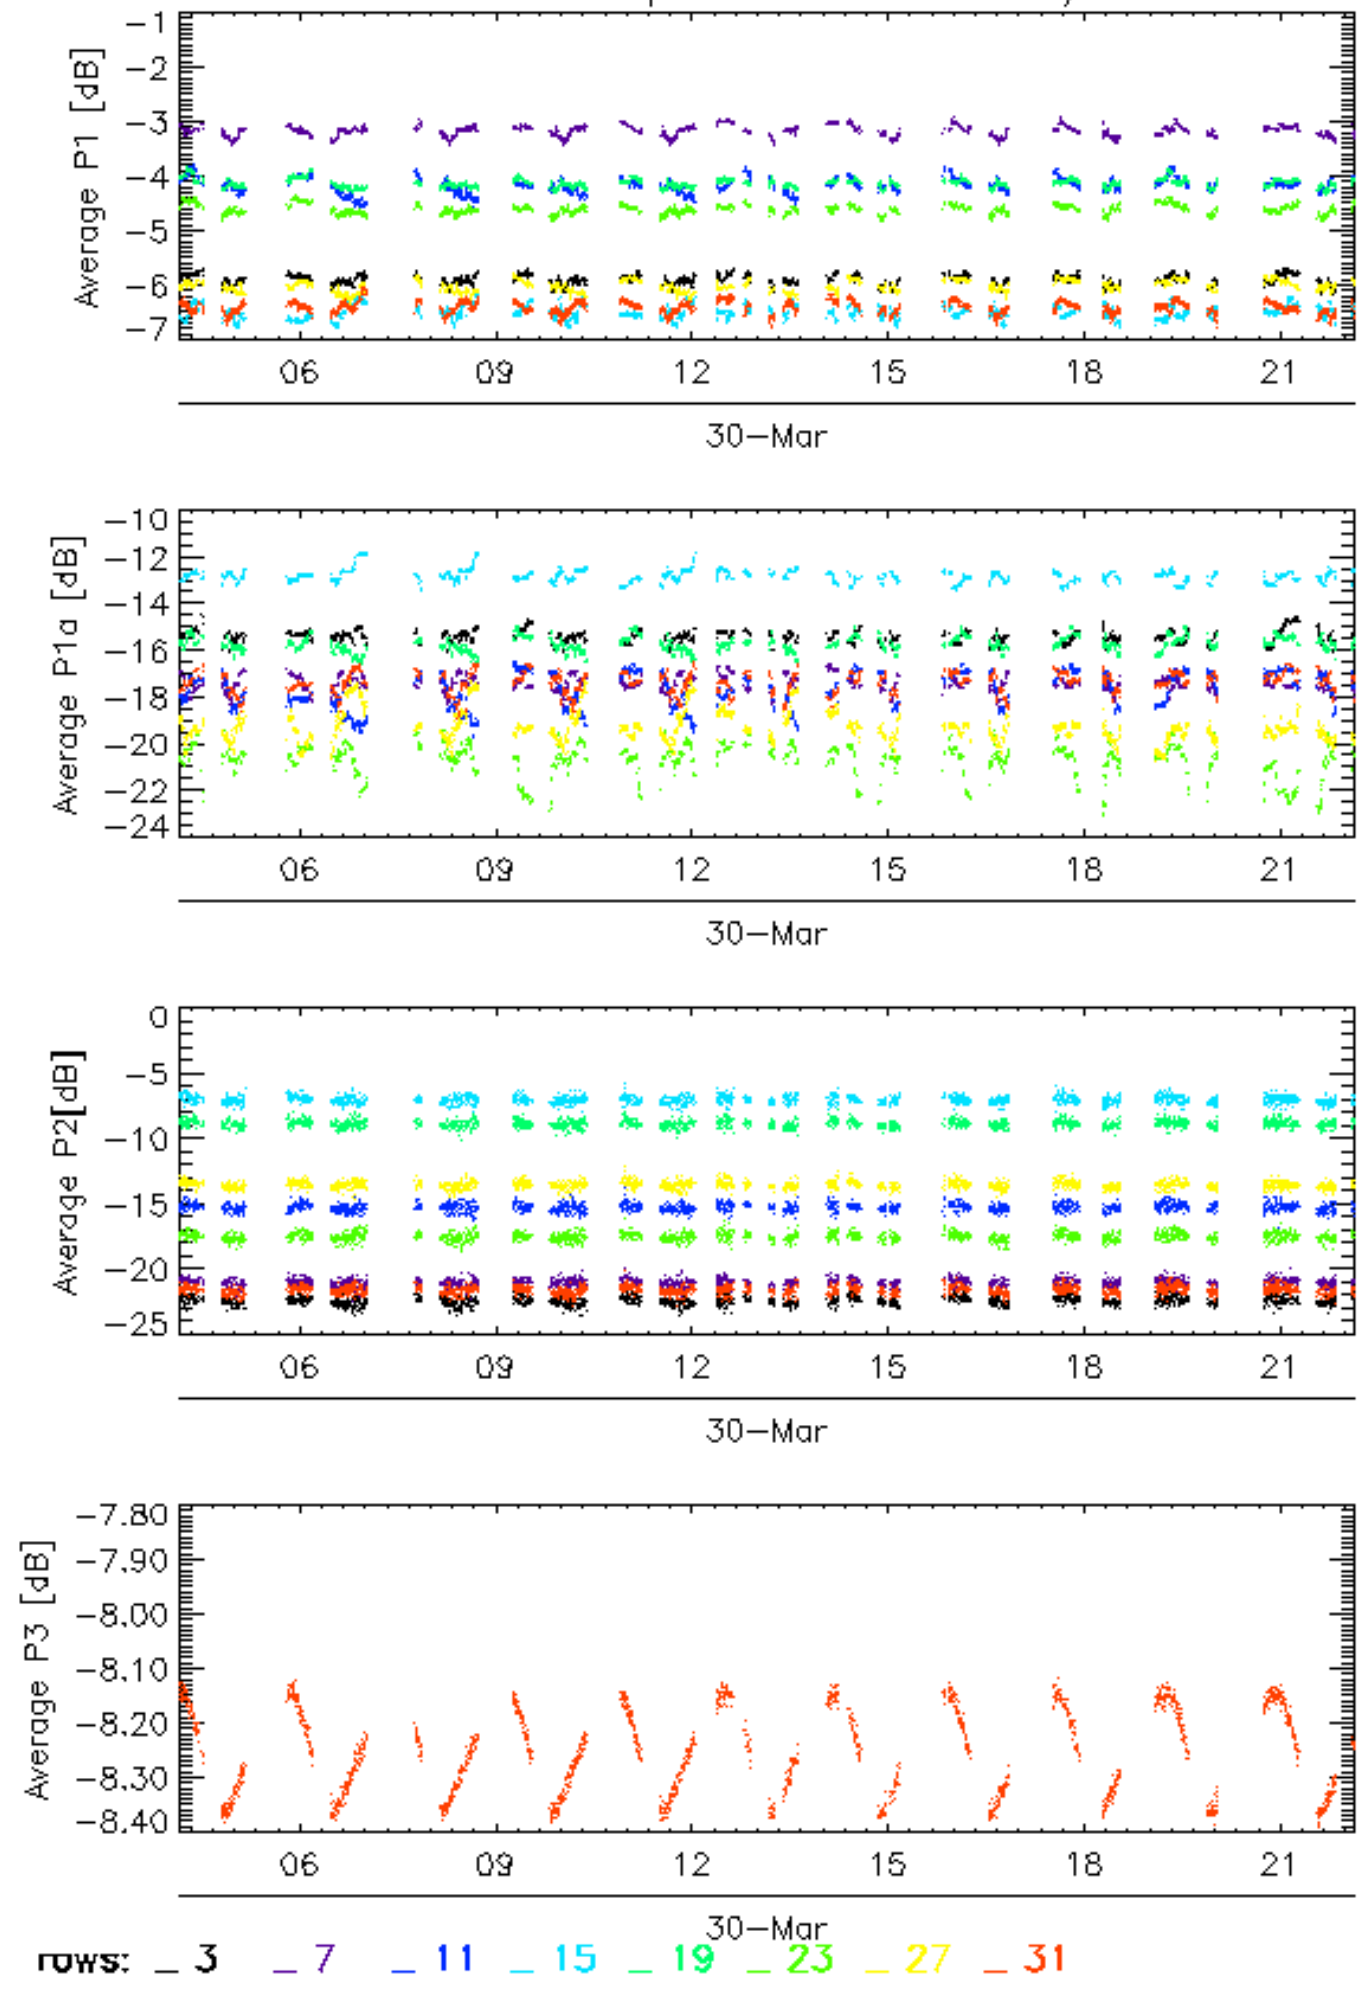 Average P1 [dB]
-1
-2
-3
-4
-5
-6
-7
06 09 12 15 18 21
30-Mar
Average P1a [dB]
-10
-12
-14
-16
-18
-20
-22
-24
06 09 12 15 18 21
30-Mar
Average P2[dB]
0
-5
-10
-15
-20
-25
06 09 12 15 18 21
30-Mar
Average P3 [dB]
-7.80
-7.90
-8.00
-8.10
-8.20
-8.30
-8.40
06 09 12 15 18 21
30-Mar
rows: _ 3 _ 7 _ 11 _ 15 _ 19 _ 23 _ 27 _ 31